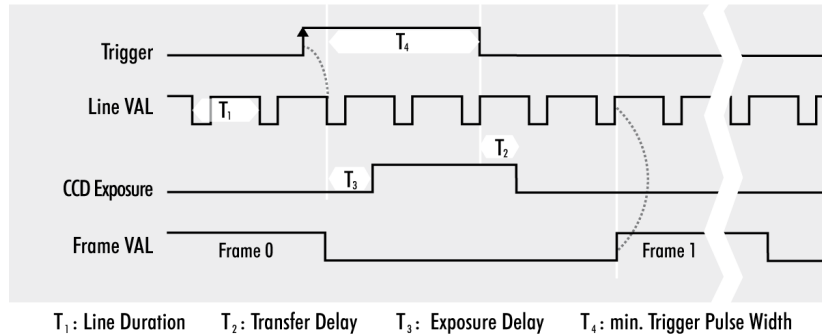 Trigger
T₄
Line VAL
T₁
T₂
CCD Exposure
T₃
Frame VAL
Frame 0
Frame 1
T₁ : Line Duration T₂ : Transfer Delay T₃ : Exposure Delay T₄ : min. Trigger Pulse Width